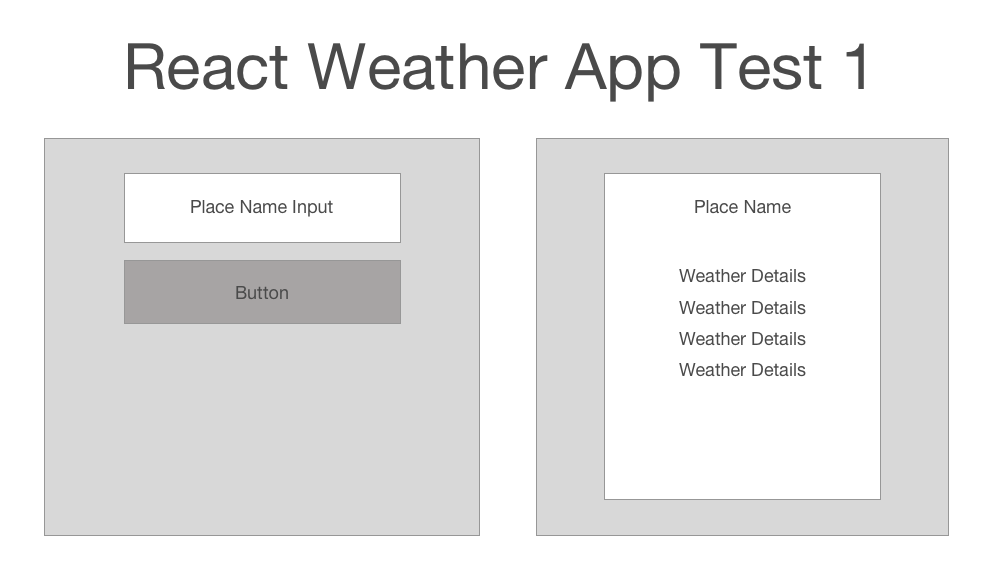 React Weather App Test 1
Place Name Input
Button
Place Name
Weather Details
Weather Details
Weather Details
Weather Details